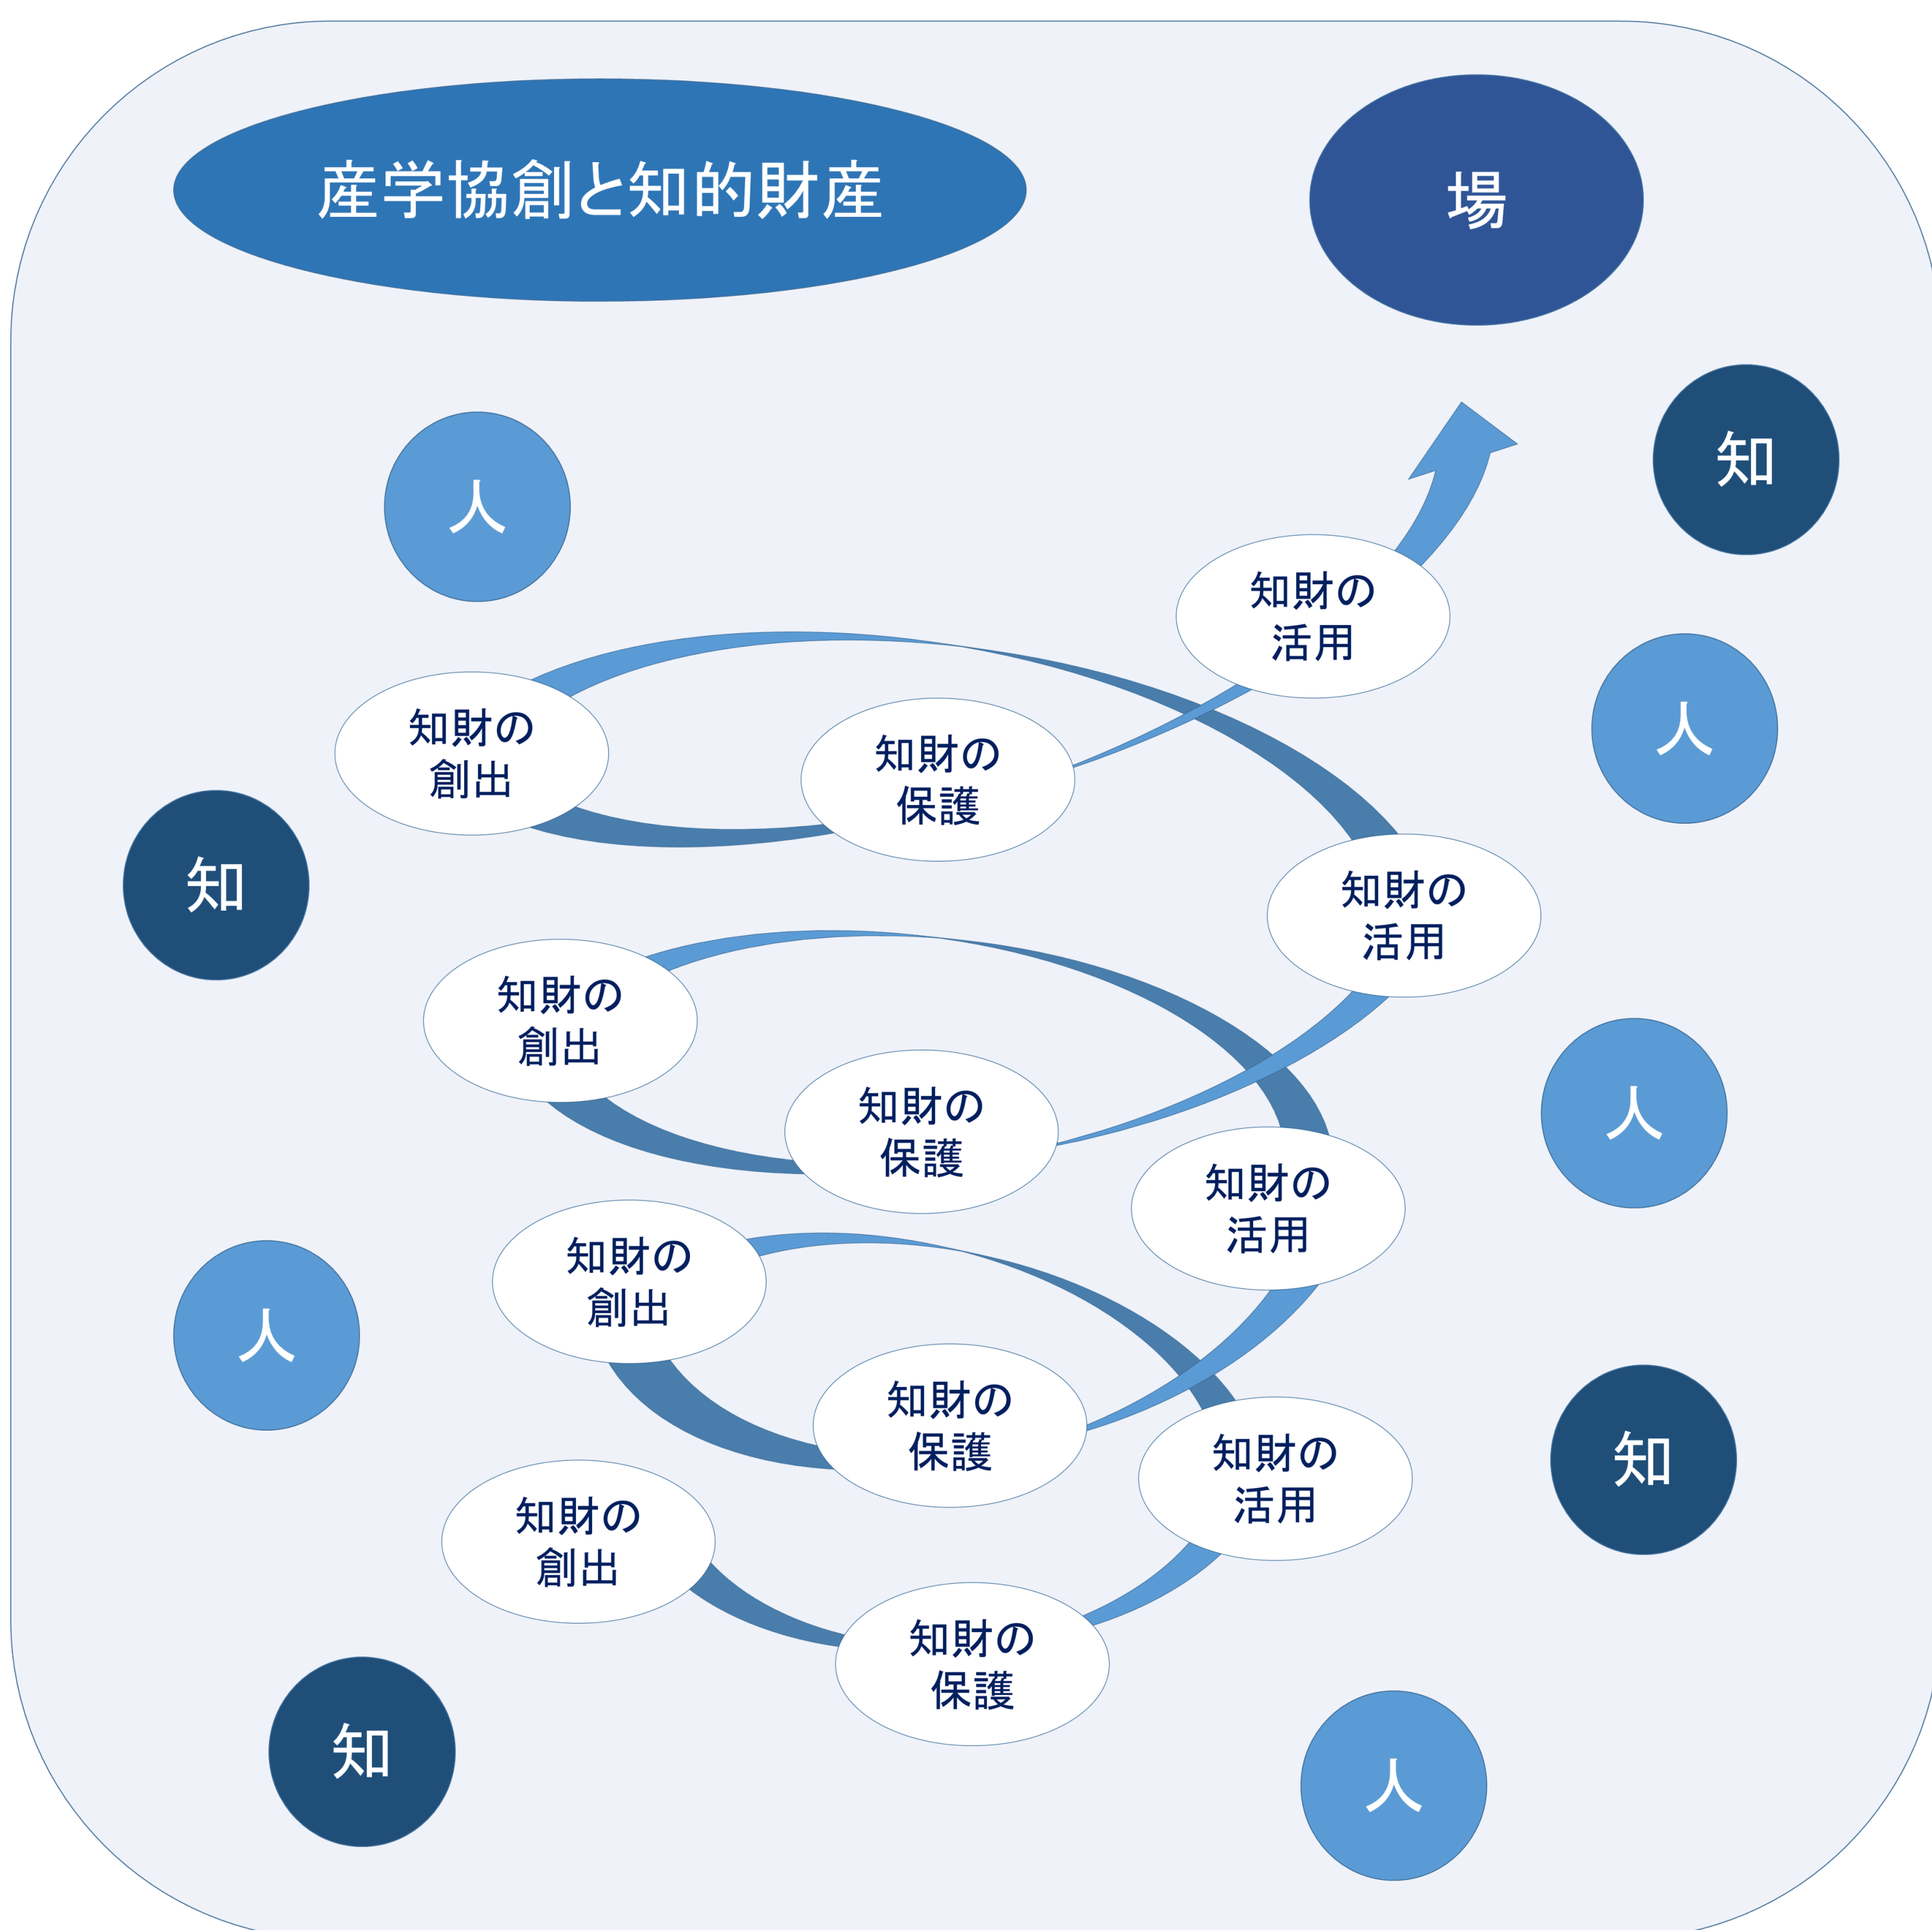 産学協創と知的財産
場
知
人
知財の
活用
人
知財の
創出
知財の
保護
知
知財の
活用
知財の
創出
人
知財の
保護
知財の
活用
知財の
創出
人
知財の
保護
知財の
活用
知
知財の
創出
知財の
保護
知
人